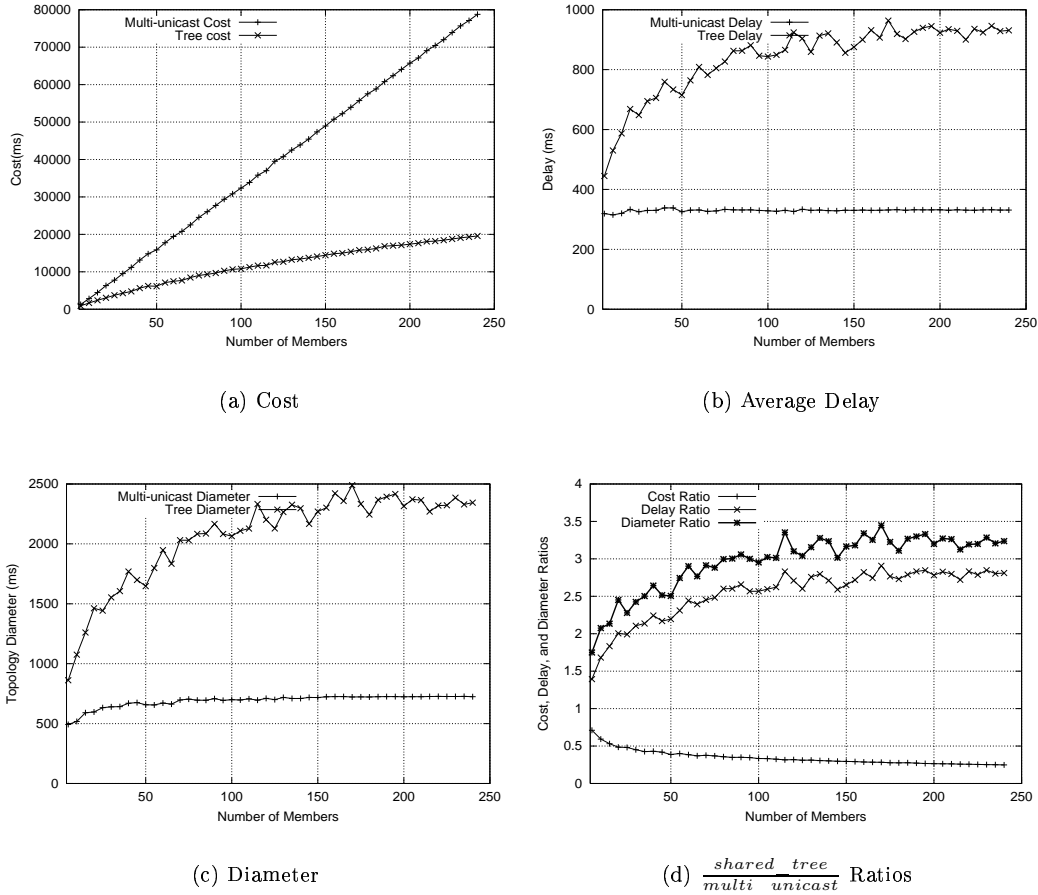 Multi-unicast Cost
Tree cost
80000
70000
60000
50000
40000
30000
20000
10000
0
Cost(ms)
50 100 150 200 250
Number of Members
(a) Cost
Multi-unicast Delay
Tree Delay
1000
800
600
400
200
0
Delay (ms)
50 100 150 200 250
Number of Members
(b) Average Delay
Multi-unicast Diameter
Tree Diameter
2500
2000
1500
1000
500
0
Topology Diameter (ms)
50 100 150 200 250
Number of Members
(c) Diameter
Cost Ratio
Delay Ratio
Diameter Ratio
4
3.5
3
2.5
2
1.5
1
0.5
0
Cost, Delay, and Diameter Ratios
50 100 150 200 250
Number of Members
(d) shared_tree / multi_unicast Ratios